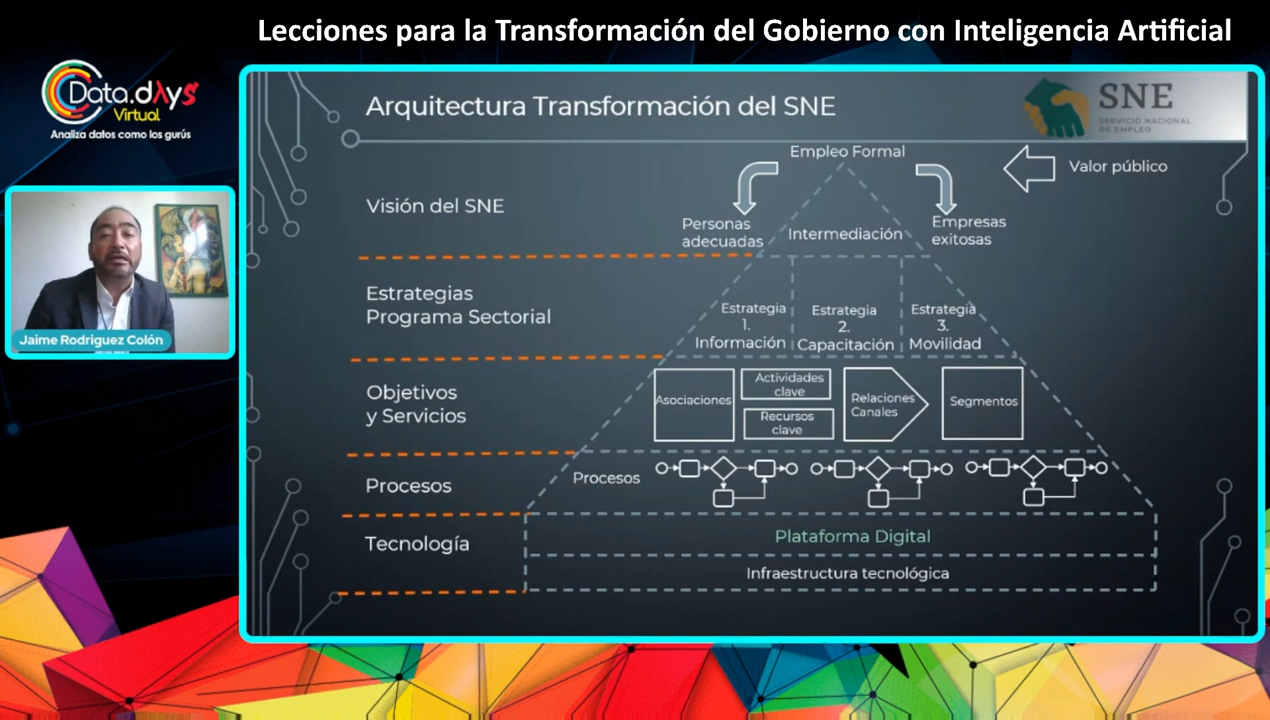 Lecciones para la Transformación del Gobierno con Inteligencia Artificial
Data.dAys
Virtual
Analiza datos como los gurús
Jaime Rodriguez Colón
Arquitectura Transformación del SNE
SNE
SERVICIO NACIONAL
DE EMPLEO
Empleo Formal
Valor público
Visión del SNE
Personas
adecuadas
Intermediación
Empresas
exitosas
Estrategias
Programa Sectorial
Estrategia
1.
Información
Estrategia
2.
Capacitación
Estrategia
3.
Movilidad
Objetivos
y Servicios
Asociaciones
Actividades
clave
Recursos
clave
Relaciones
Canales
Segmentos
Procesos
Procesos
Tecnología
Plataforma Digital
Infraestructura tecnológica